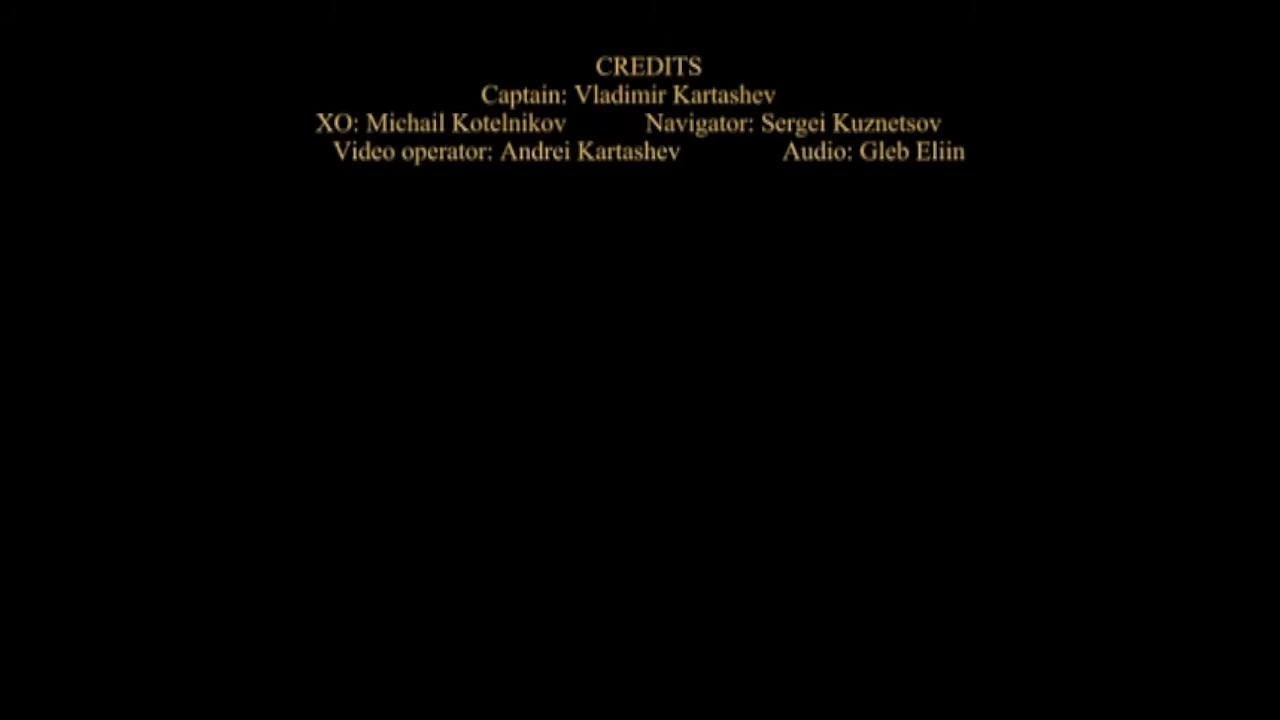 CREDITS
Captain: Vladimir Kartashev
XO: Michail Kotelnikov Navigator: Sergei Kuznetsov
Video operator: Andrei Kartashev Audio: Gleb Eliin